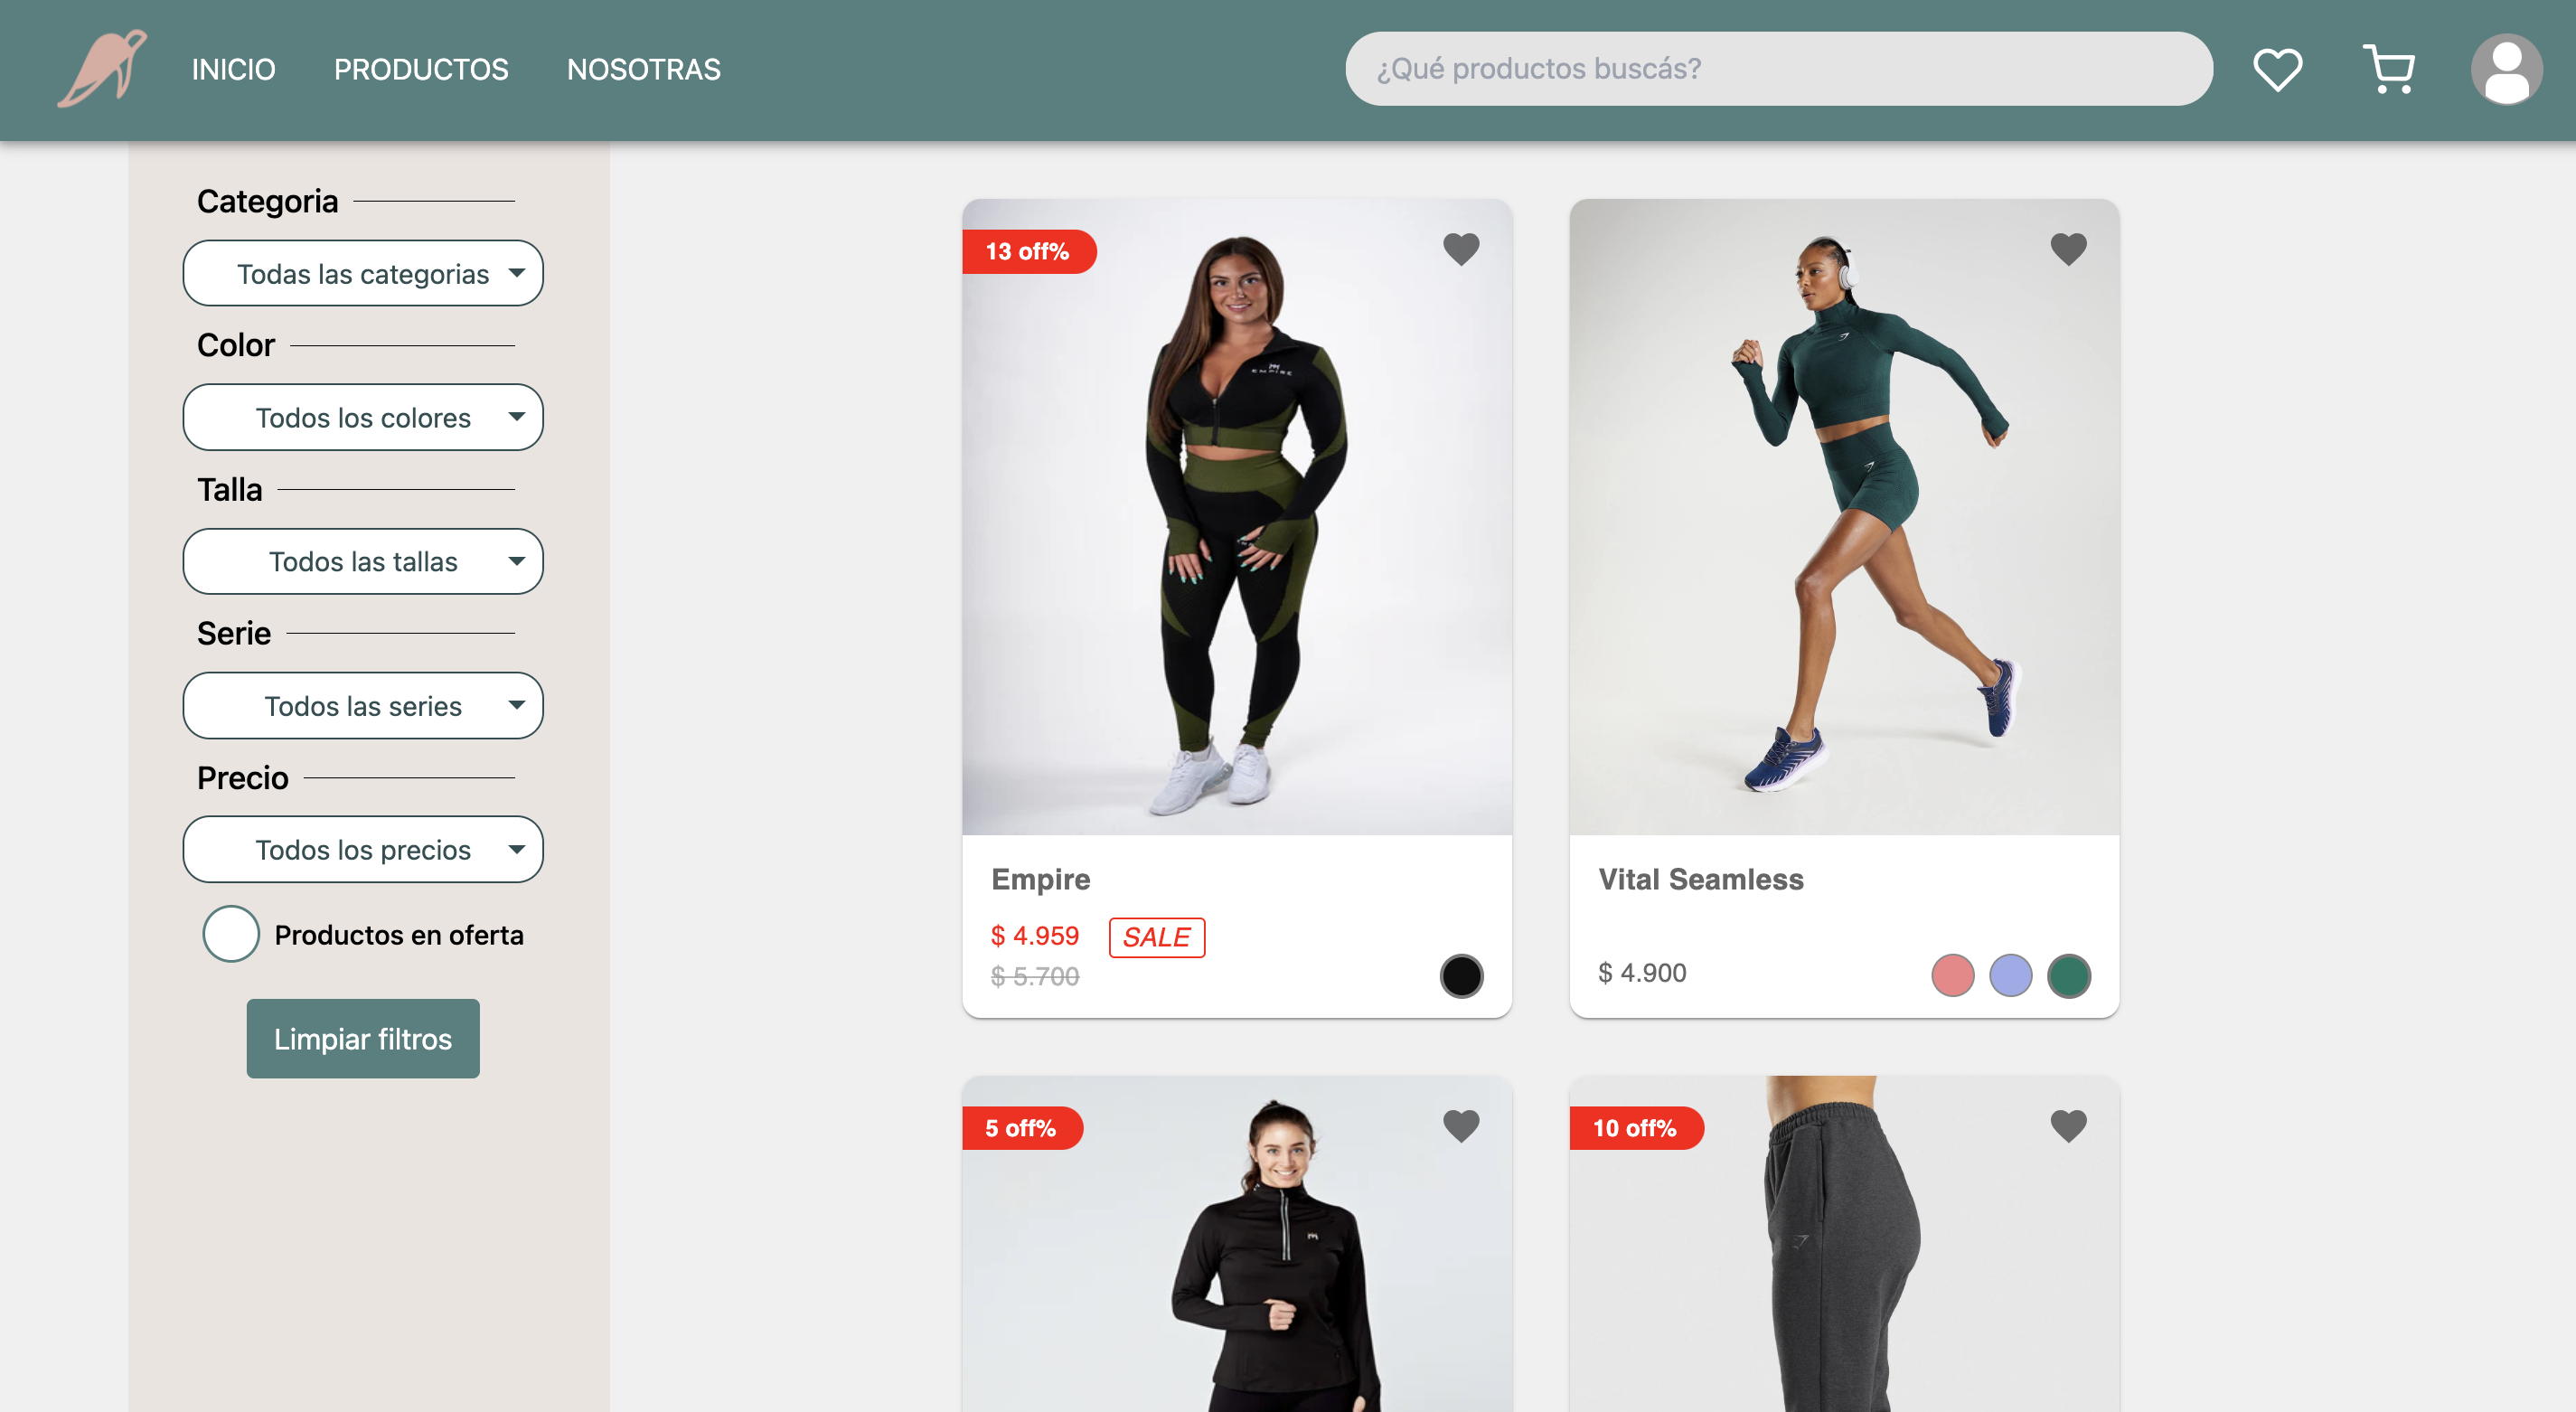 INICIO PRODUCTOS NOSOTRAS ¿Qué productos buscás?
Categoria
Todas las categorias
Color
Todos los colores
Talla
Todos las tallas
Serie
Todos las series
Precio
Todos los precios
Productos en oferta
Limpiar filtros
13 off%
EMPIRE
Empire
$ 4.959 SALE
$ 5.700
Vital Seamless
$ 4.900
5 off%
10 off%